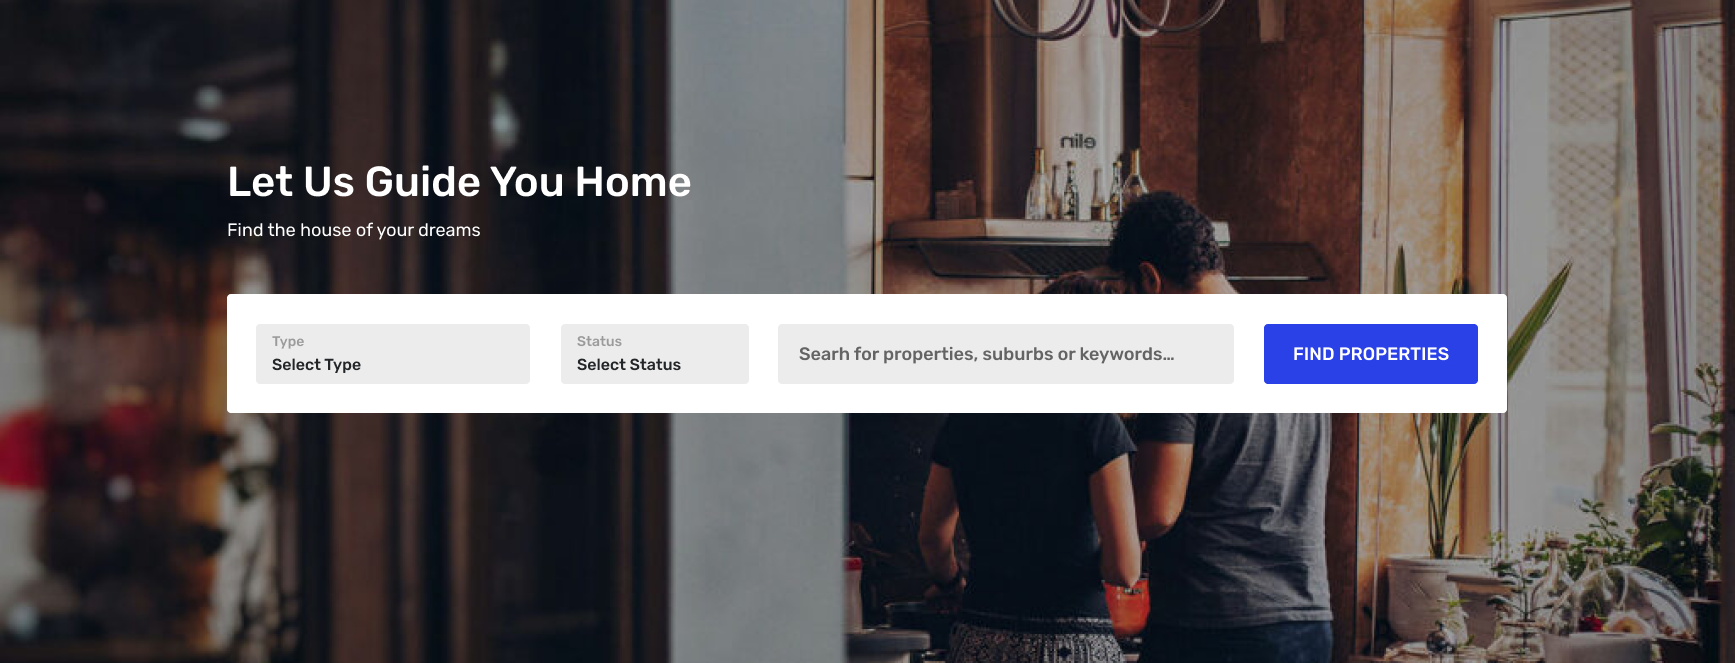 elin
Let Us Guide You Home
Find the house of your dreams
Type
Select Type
Status
Select Status
Searh for properties, suburbs or keywords...
FIND PROPERTIES